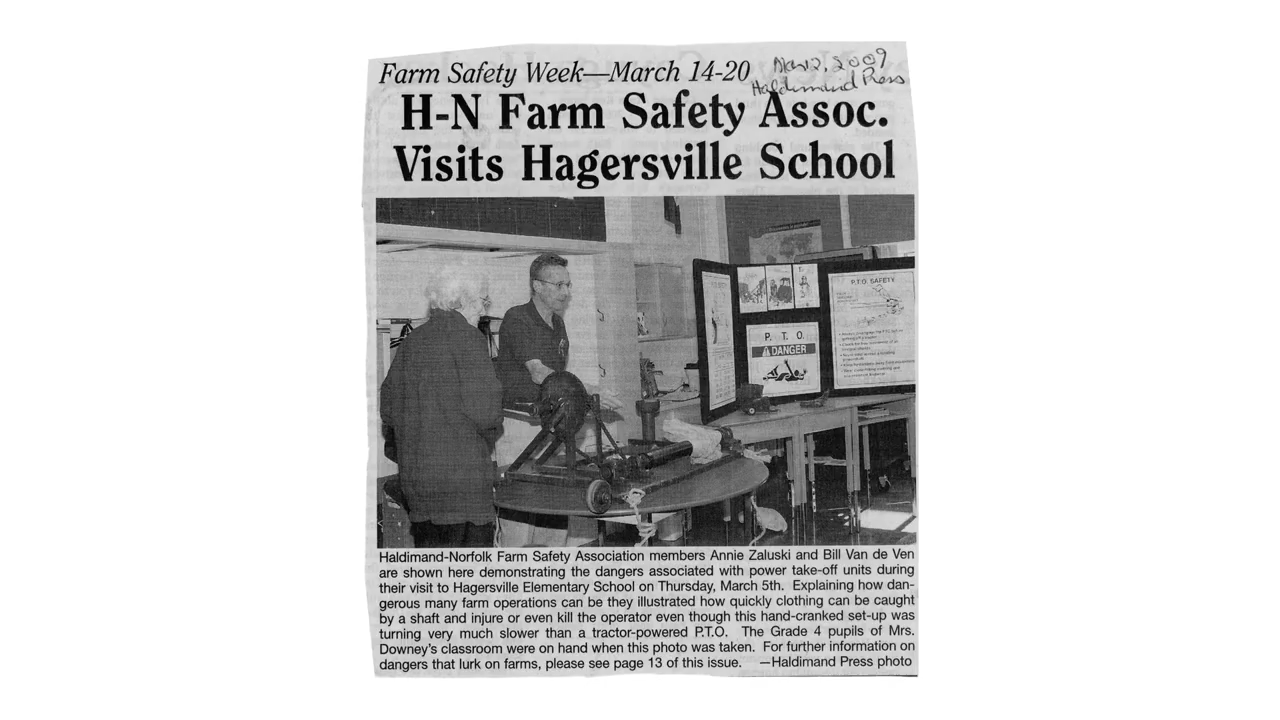 Farm Safety Week—March 14-20
Mar 12, 2009
Haldimand Press
H-N Farm Safety Assoc.
Visits Hagersville School
P.T.O. SAFETY
P. T. O.
DANGER
Haldimand-Norfolk Farm Safety Association members Annie Zaluski and Bill Van de Ven
are shown here demonstrating the dangers associated with power take-off units during
their visit to Hagersville Elementary School on Thursday, March 5th. Explaining how dan-
gerous many farm operations can be they illustrated how quickly clothing can be caught
by a shaft and injure or even kill the operator even though this hand-cranked set-up was
turning very much slower than a tractor-powered P.T.O. The Grade 4 pupils of Mrs.
Downey's classroom were on hand when this photo was taken. For further information on
dangers that lurk on farms, please see page 13 of this issue. —Haldimand Press photo